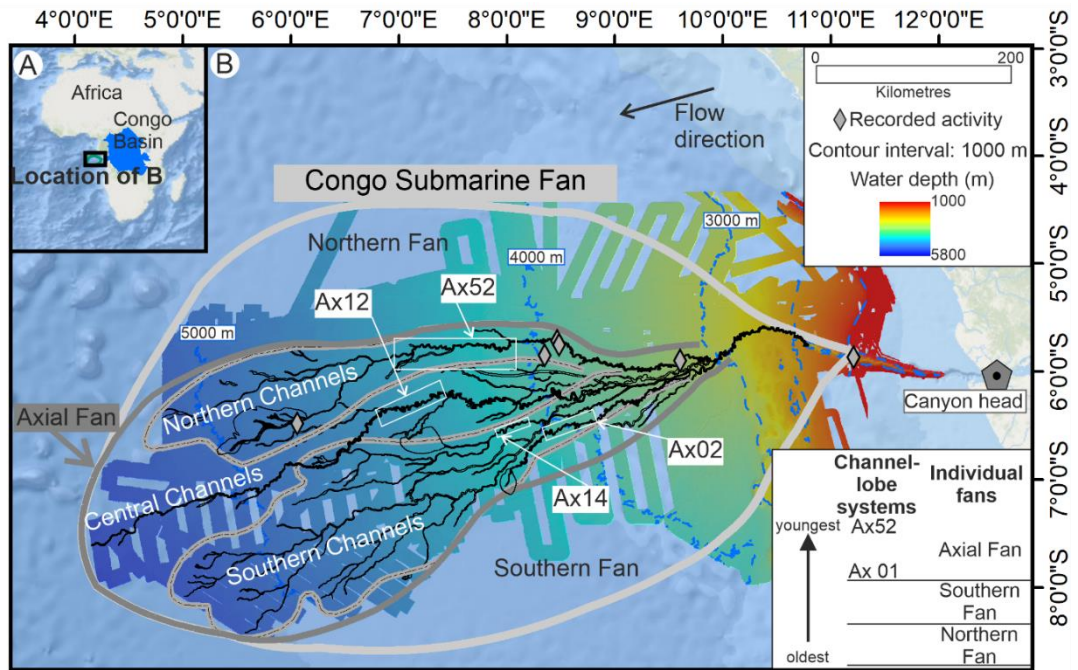 4°0'0"S 5°0'0"S 6°0'0"S 7°0'0"S 8°0'0"S 9°0'0"S 10°0'0"S 11°0'0"S 12°0'0"S
A
Africa
Congo
Basin
Location of B
B
Flow
direction
0 200
Kilometres
Recorded activity
Contour interval: 1000 m
Water depth (m)
1000
5800
3°0'0"S
4°0'0"S
5°0'0"S
6°0'0"S
7°0'0"S
8°0'0"S
Congo Submarine Fan
Northern Fan
3000 m
4000 m
5000 m
Ax52
Ax12
Northern Channels
Axial Fan
Central Channels
Southern Channels
Ax02
Ax14
Southern Fan
Canyon head
Channel-
lobe
systems
Individual
fans
youngest
Ax52
Axial Fan
Ax 01
Southern
Fan
Northern
Fan
oldest